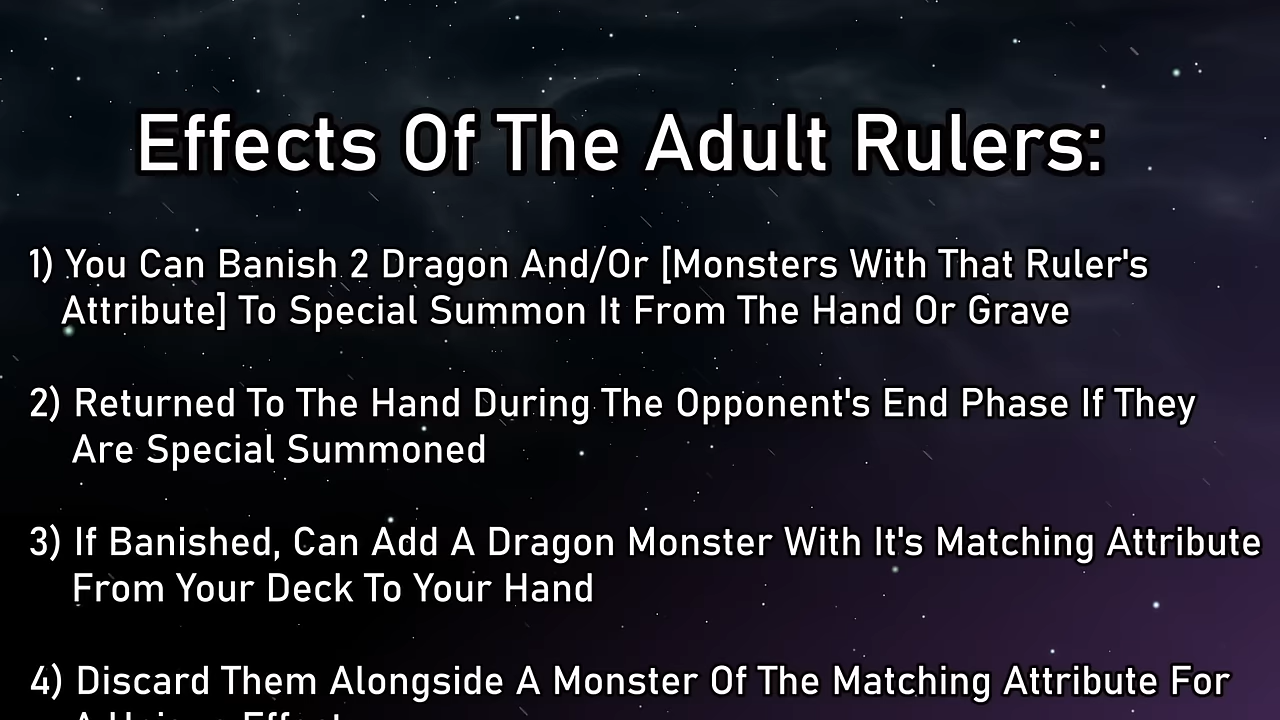 Effects Of The Adult Rulers:
1) You Can Banish 2 Dragon And/Or [Monsters With That Ruler's
Attribute] To Special Summon It From The Hand Or Grave
2) Returned To The Hand During The Opponent's End Phase If They
Are Special Summoned
3) If Banished, Can Add A Dragon Monster With It's Matching Attribute
From Your Deck To Your Hand
4) Discard Them Alongside A Monster Of The Matching Attribute For
A Unique Effect